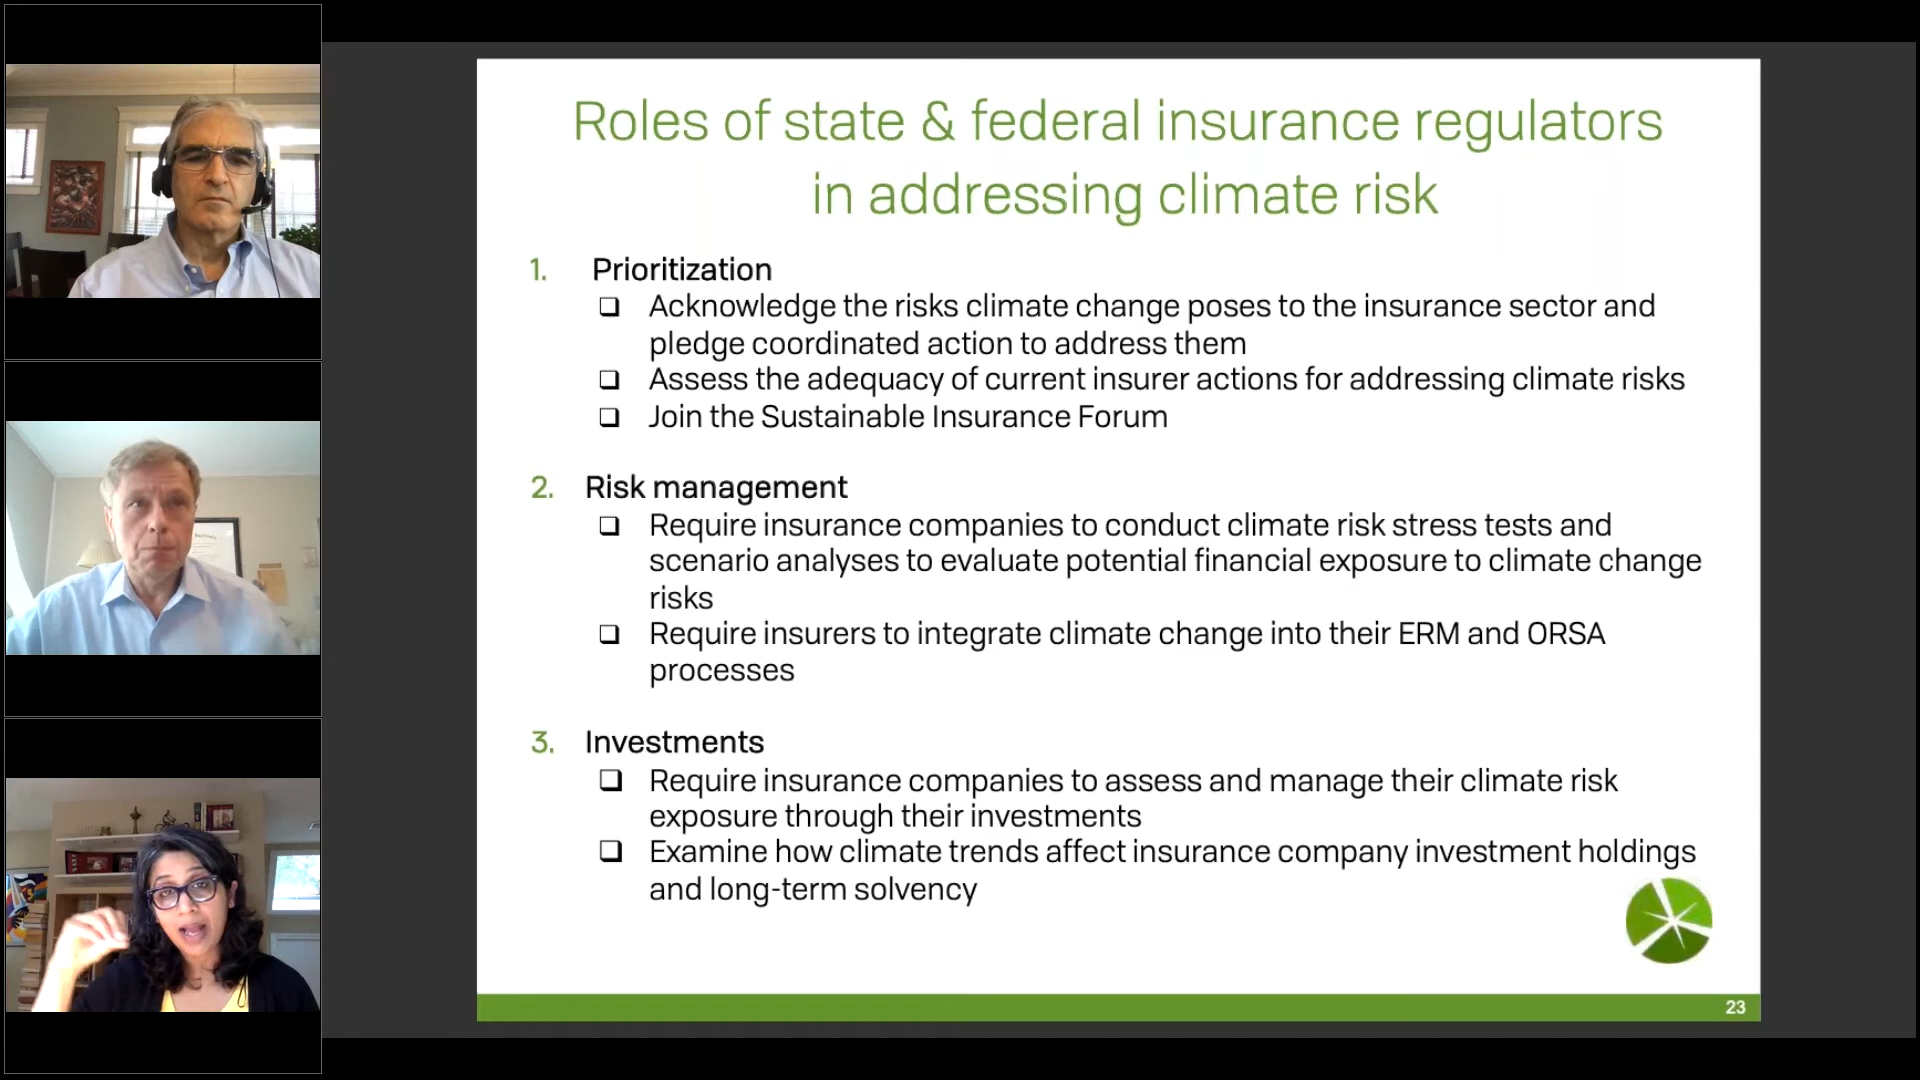 Roles of state & federal insurance regulators
in addressing climate risk
1. Prioritization
❑ Acknowledge the risks climate change poses to the insurance sector and
pledge coordinated action to address them
❑ Assess the adequacy of current insurer actions for addressing climate risks
❑ Join the Sustainable Insurance Forum
2. Risk management
❑ Require insurance companies to conduct climate risk stress tests and
scenario analyses to evaluate potential financial exposure to climate change
risks
❑ Require insurers to integrate climate change into their ERM and ORSA
processes
3. Investments
❑ Require insurance companies to assess and manage their climate risk
exposure through their investments
❑ Examine how climate trends affect insurance company investment holdings
and long-term solvency
23